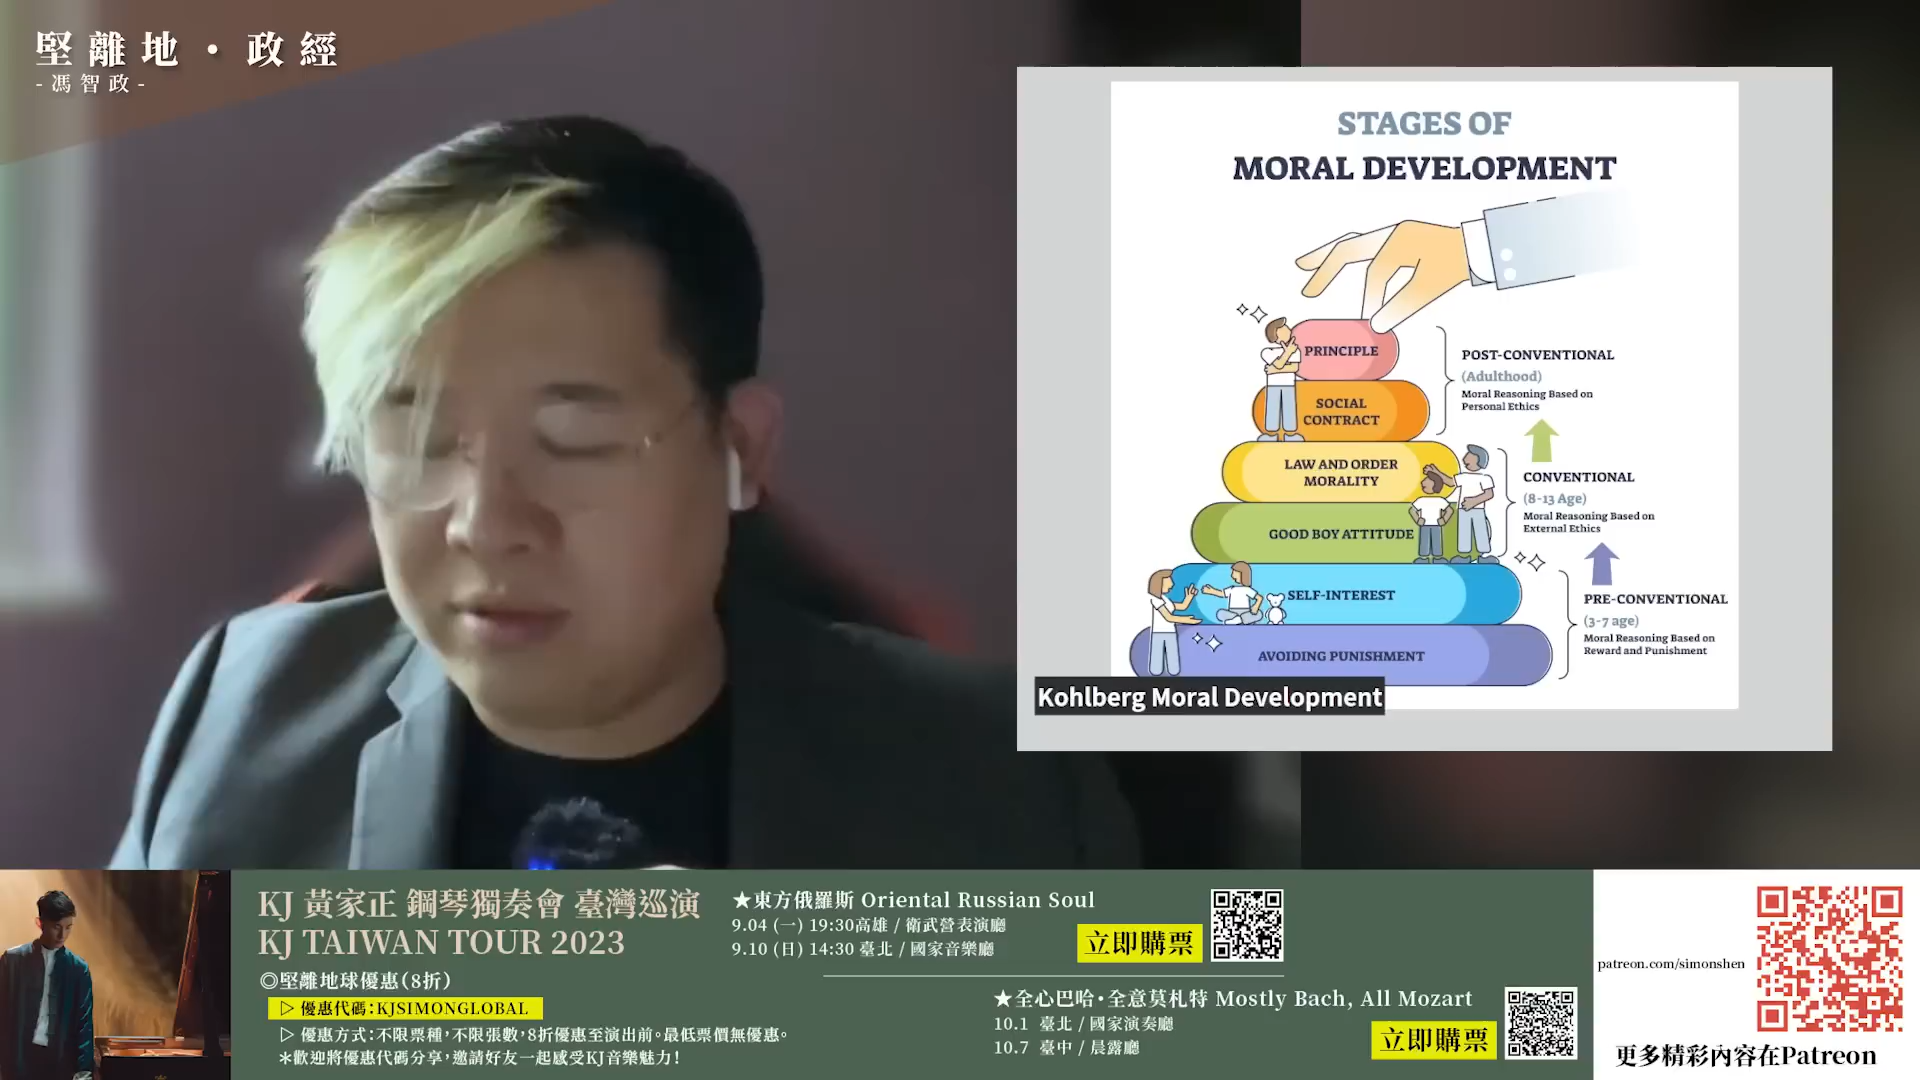 堅離地・政經
-馮智政-
STAGES OF
MORAL DEVELOPMENT
PRINCIPLE
SOCIAL
CONTRACT
LAW AND ORDER
MORALITY
GOOD BOY ATTITUDE
SELF-INTEREST
AVOIDING PUNISHMENT
POST-CONVENTIONAL
(Adulthood)
Moral Reasoning Based on
Personal Ethics
CONVENTIONAL
(8-13 Age)
Moral Reasoning Based on
External Ethics
PRE-CONVENTIONAL
(3-7 age)
Moral Reasoning Based on
Reward and Punishment
Kohlberg Moral Development
KJ 黃家正 鋼琴獨奏會 臺灣巡演
KJ TAIWAN TOUR 2023
◎堅離地球優惠(8折)
▷ 優惠代碼:KJSIMONGLOBAL
▷ 優惠方式:不限票種,不限張數,8折優惠至演出前。最低票價無優惠。
＊歡迎將優惠代碼分享,邀請好友一起感受KJ音樂魅力!
★東方俄羅斯 Oriental Russian Soul
9.04 (一) 19:30高雄 / 衛武營表演廳
9.10 (日) 14:30 臺北 / 國家音樂廳
立即購票
★全心巴哈・全意莫札特 Mostly Bach, All Mozart
10.1 臺北 / 國家演奏廳
10.7 臺中 / 晨露廳
立即購票
patreon.com/simonshen
更多精彩內容在Patreon